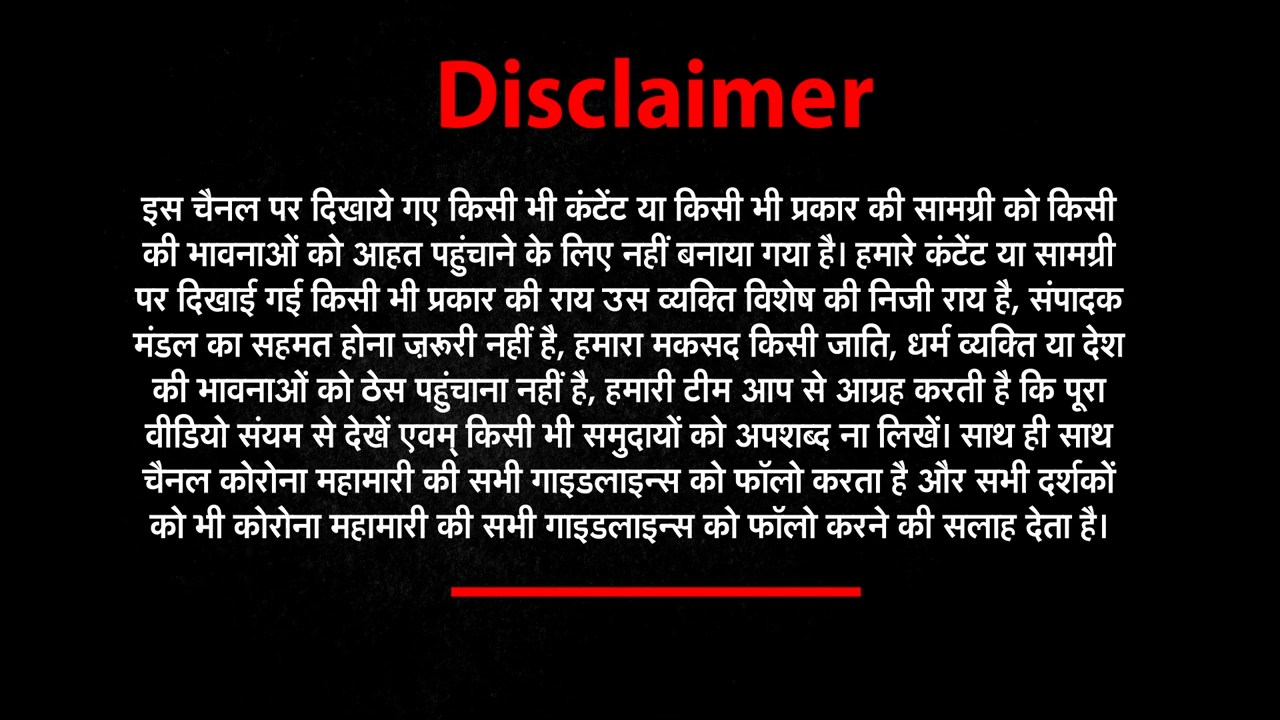 Disclaimer
इस चैनल पर दिखाये गए किसी भी कंटेंट या किसी भी प्रकार की सामग्री को किसी
की भावनाओं को आहत पहुंचाने के लिए नहीं बनाया गया है। हमारे कंटेंट या सामग्री
पर दिखाई गई किसी भी प्रकार की राय उस व्यक्ति विशेष की निजी राय है, संपादक
मंडल का सहमत होना ज़रूरी नहीं है, हमारा मकसद किसी जाति, धर्म व्यक्ति या देश
की भावनाओं को ठेस पहुंचाना नहीं है, हमारी टीम आप से आग्रह करती है कि पूरा
वीडियो संयम से देखें एवम् किसी भी समुदायों को अपशब्द ना लिखें। साथ ही साथ
चैनल कोरोना महामारी की सभी गाइडलाइन्स को फॉलो करता है और सभी दर्शकों
को भी कोरोना महामारी की सभी गाइडलाइन्स को फॉलो करने की सलाह देता है।